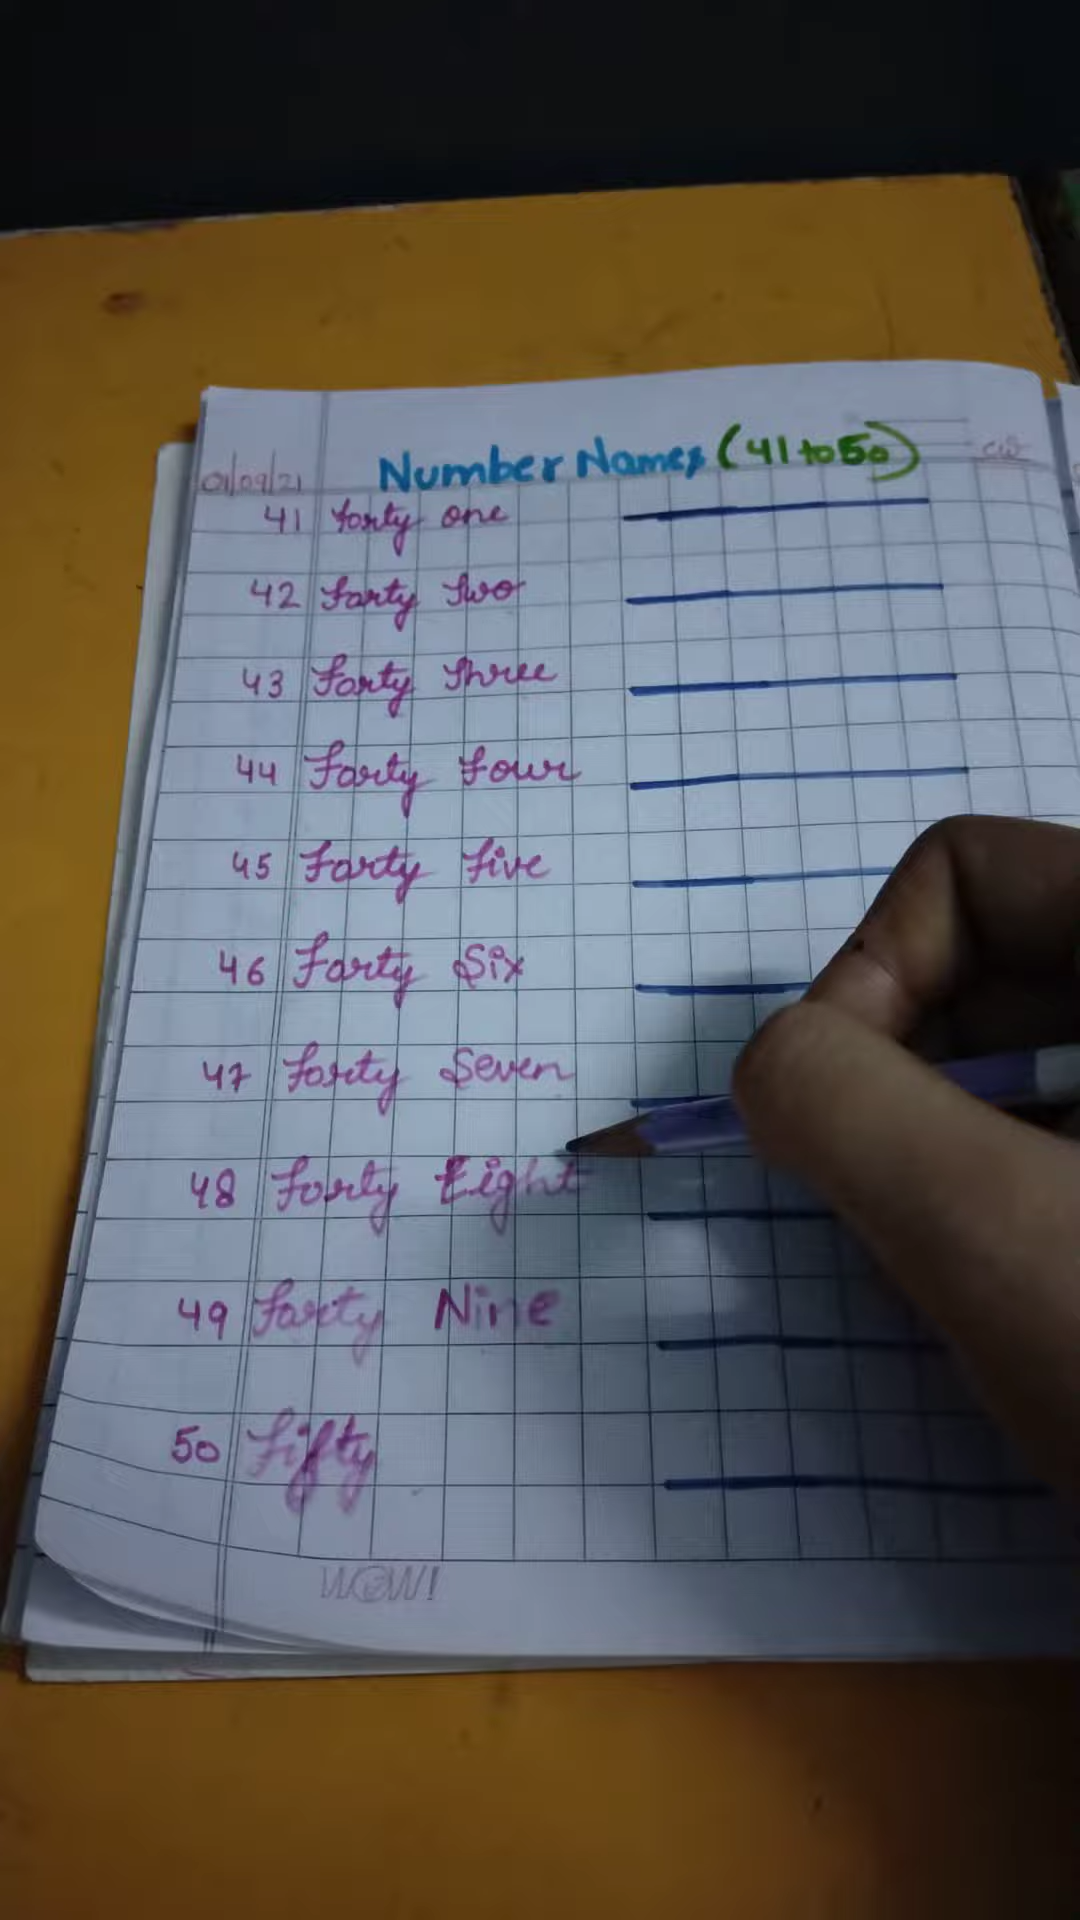 01/09/21 Number Names (41 to 50) CW
41 forty one
42 forty two
43 Forty three
44 Forty four
45 Forty five
46 Forty Six
47 forty Seven
48 forty Eight
49 forty Nine
50 fifty
WOW!